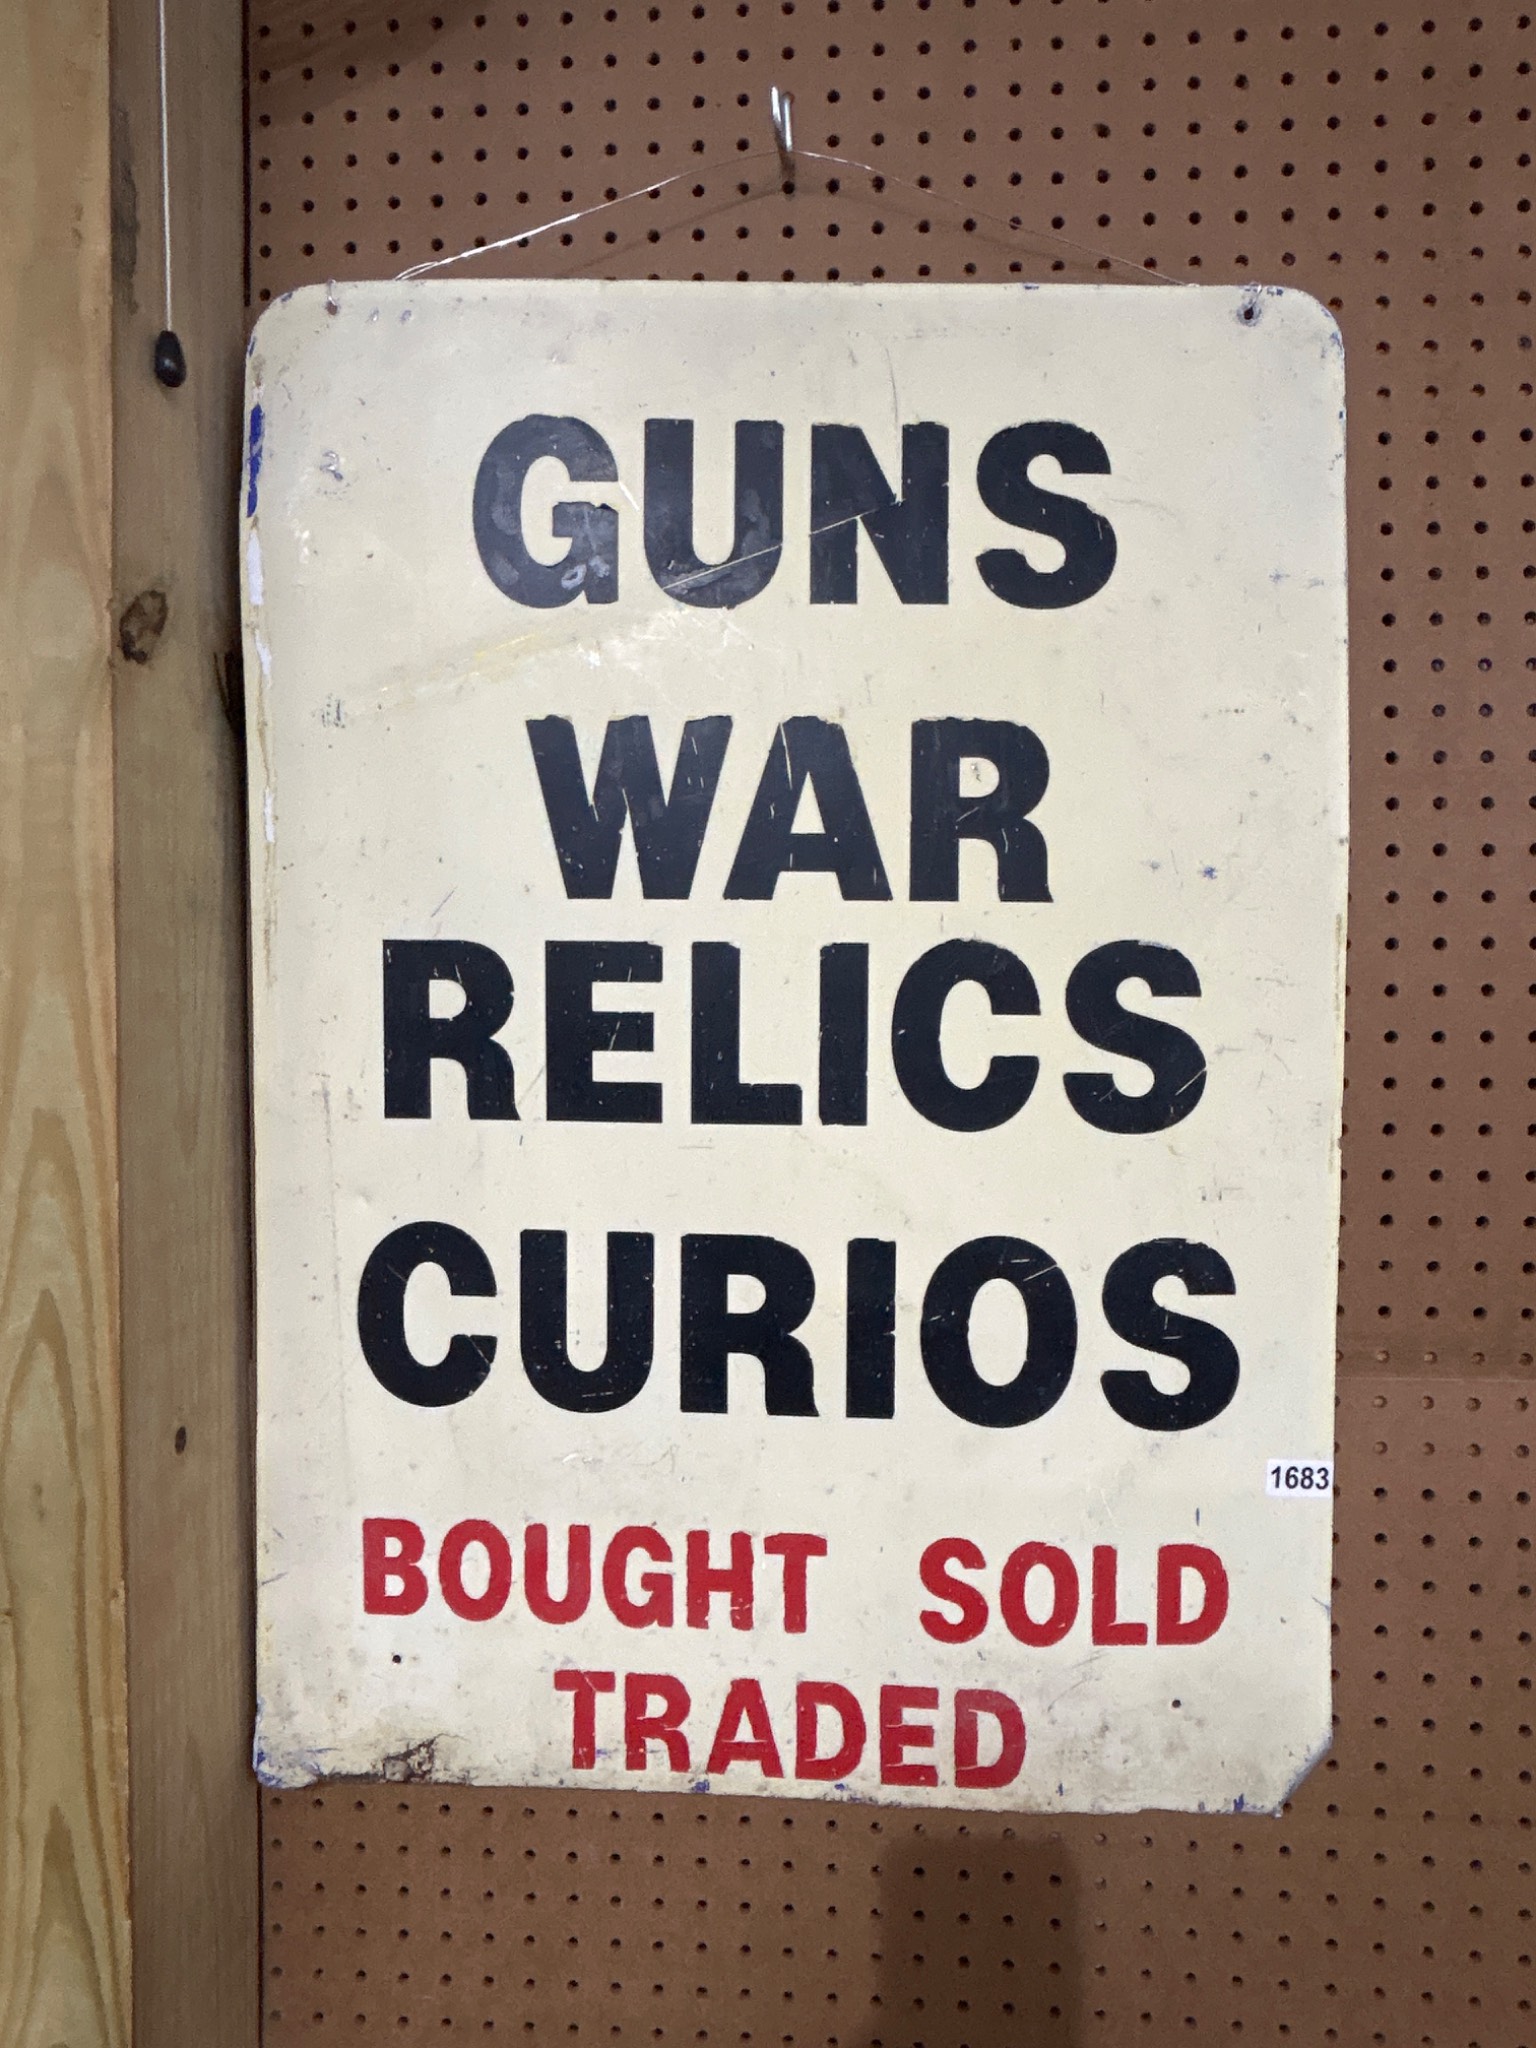 GUNS
WAR
RELICS
CURIOS
1683
BOUGHT SOLD
TRADED